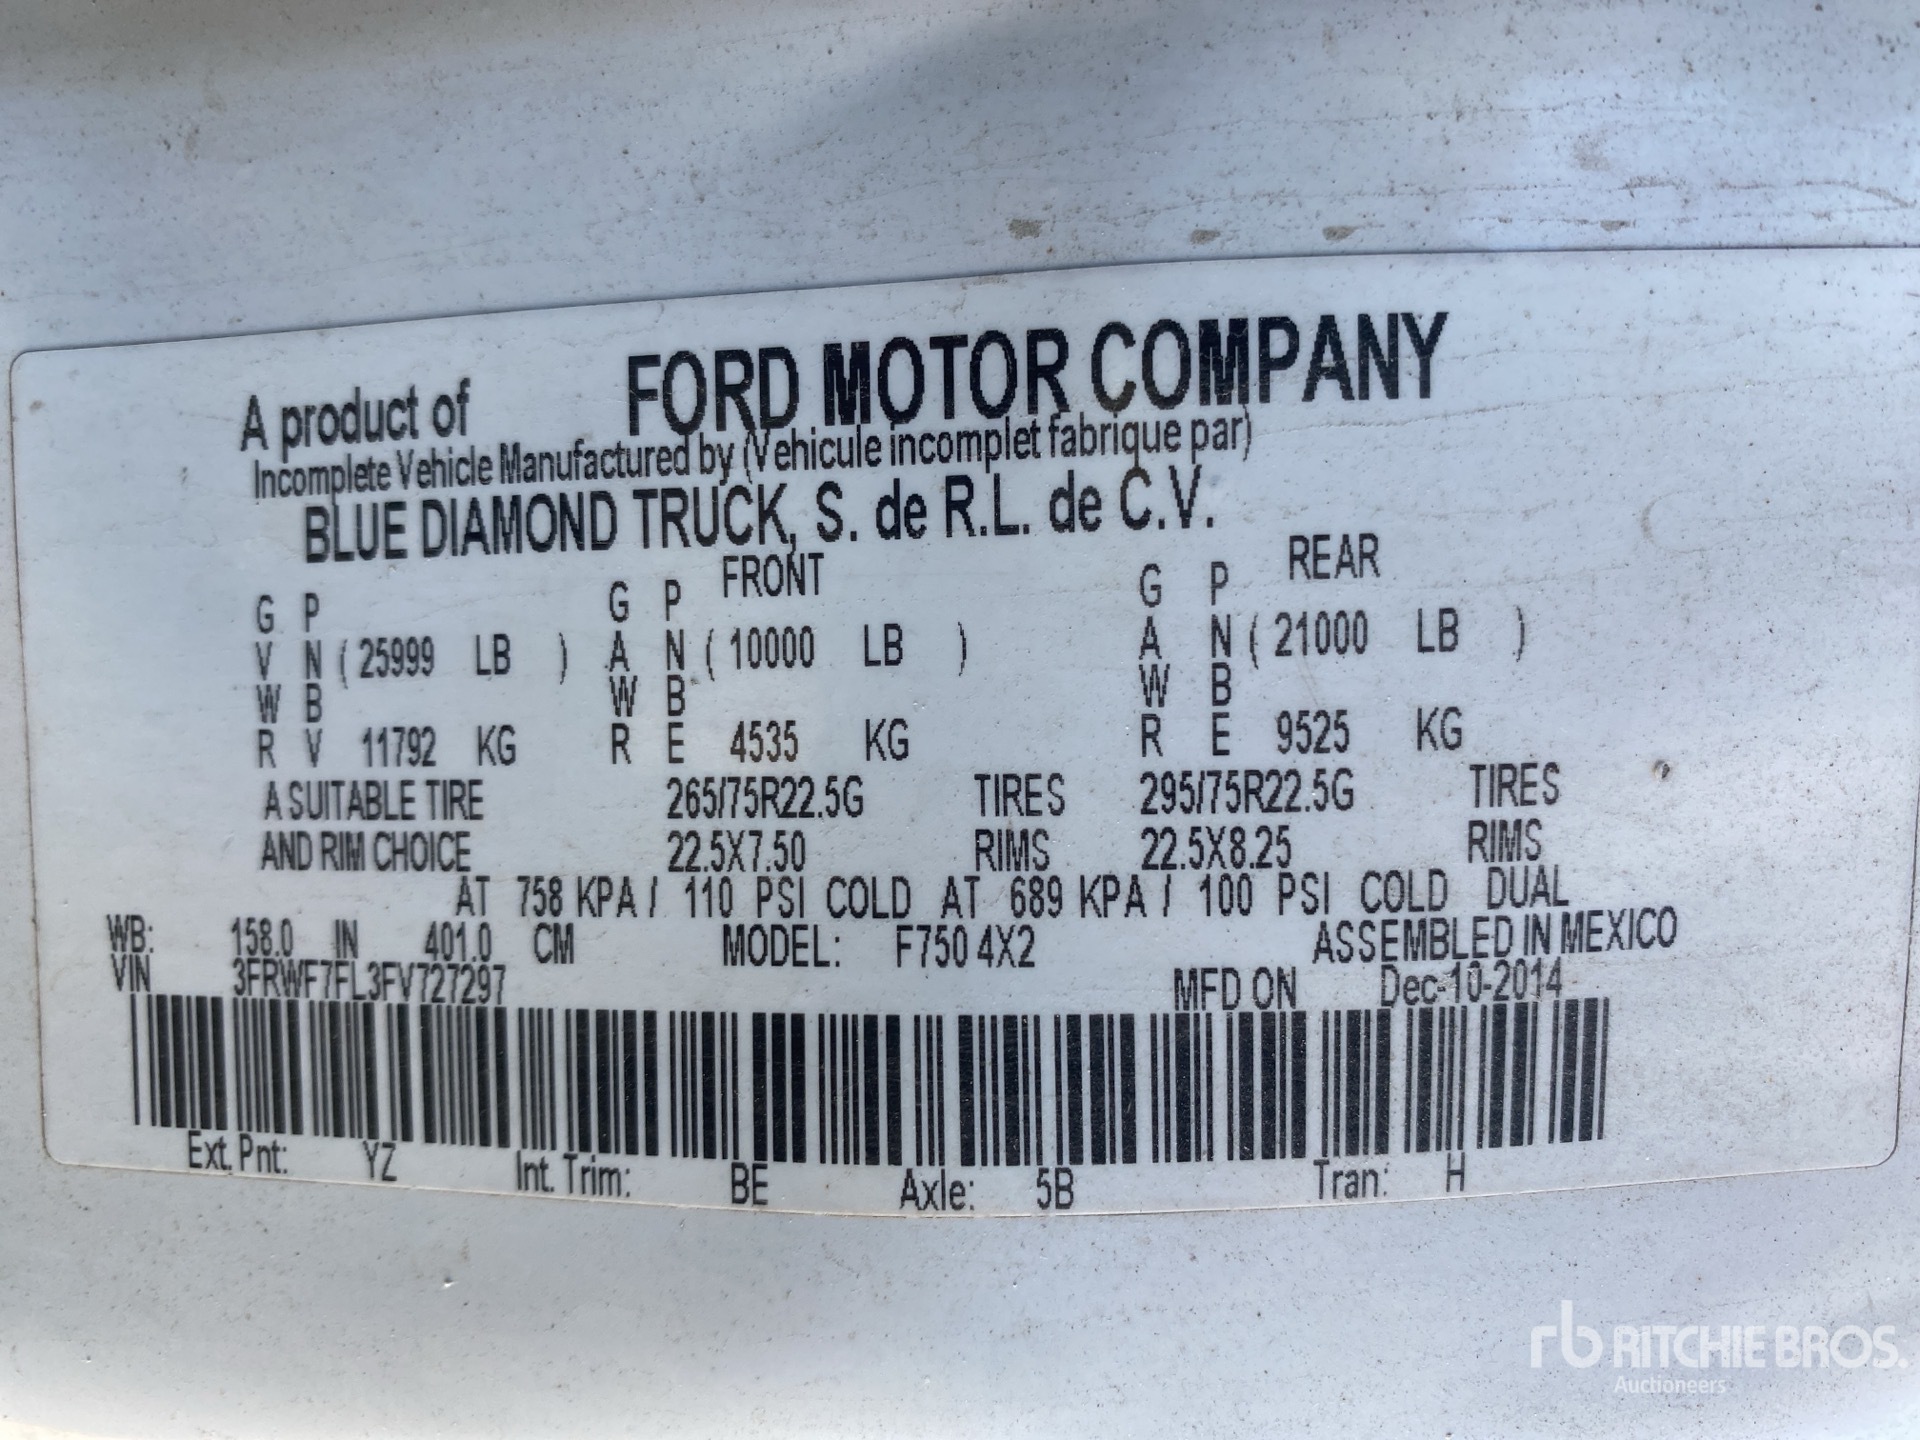 A product of FORD MOTOR COMPANY
Incomplete Vehicle Manufactured by (Vehicule incomplet fabrique par)
BLUE DIAMOND TRUCK, S. de R.L. de C.V.
FRONT REAR
G P G P G P
V N ( 25999 LB ) A N ( 10000 LB ) A N ( 21000 LB )
W B W B W B
R V 11792 KG R E 4535 KG R E 9525 KG
A SUITABLE TIRE 265/75R22.5G TIRES 295/75R22.5G TIRES
AND RIM CHOICE 22.5X7.50 RIMS 22.5X8.25 RIMS
AT 758 KPA / 110 PSI COLD AT 689 KPA / 100 PSI COLD DUAL
WB: 158.0 IN 401.0 CM MODEL: F750 4X2 ASSEMBLED IN MEXICO
VIN 3FRWF7FL3FV727297 MFD ON Dec-10-2014
Ext. Pnt: YZ Int. Trim: BE Axle: 5B Tran: H
rb RITCHIE BROS.
Auctioneers